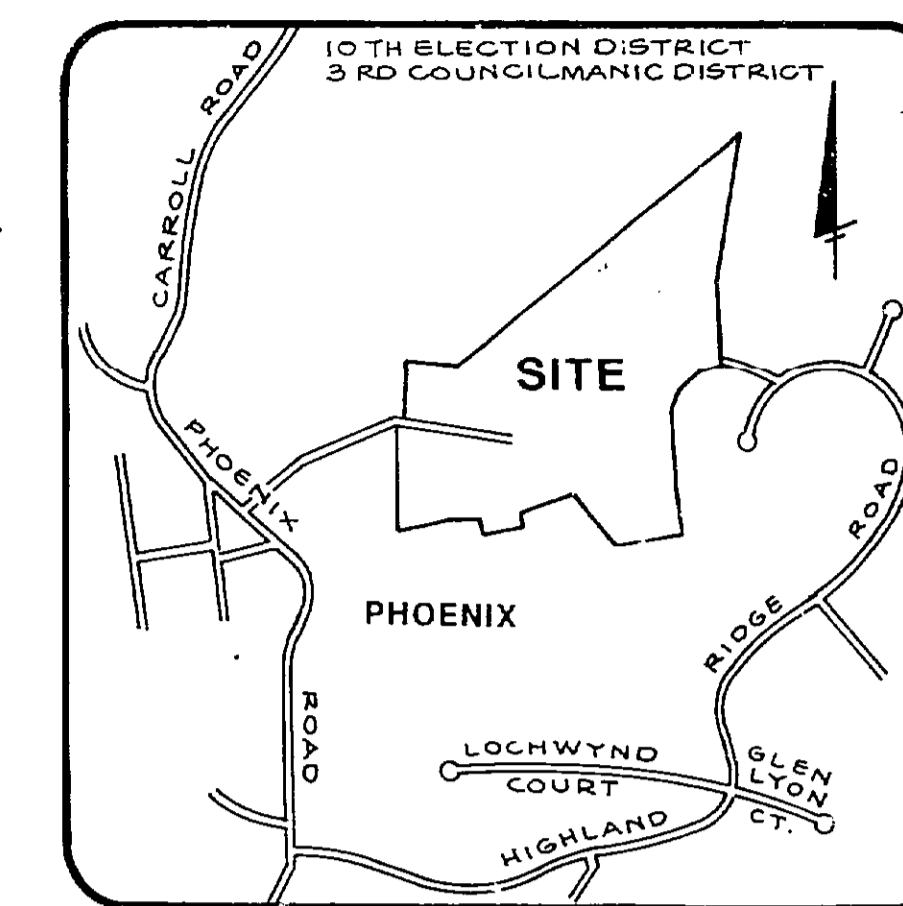 10 TH ELECTION DISTRICT
3 RD COUNCILMANIC DISTRICT
CARROLL ROAD
SITE
PHOENIX
ROAD
PHOENIX
HIGHLAND
RIDGE
ROAD
LOCHWYND
COURT
GLEN
LYON
CT.